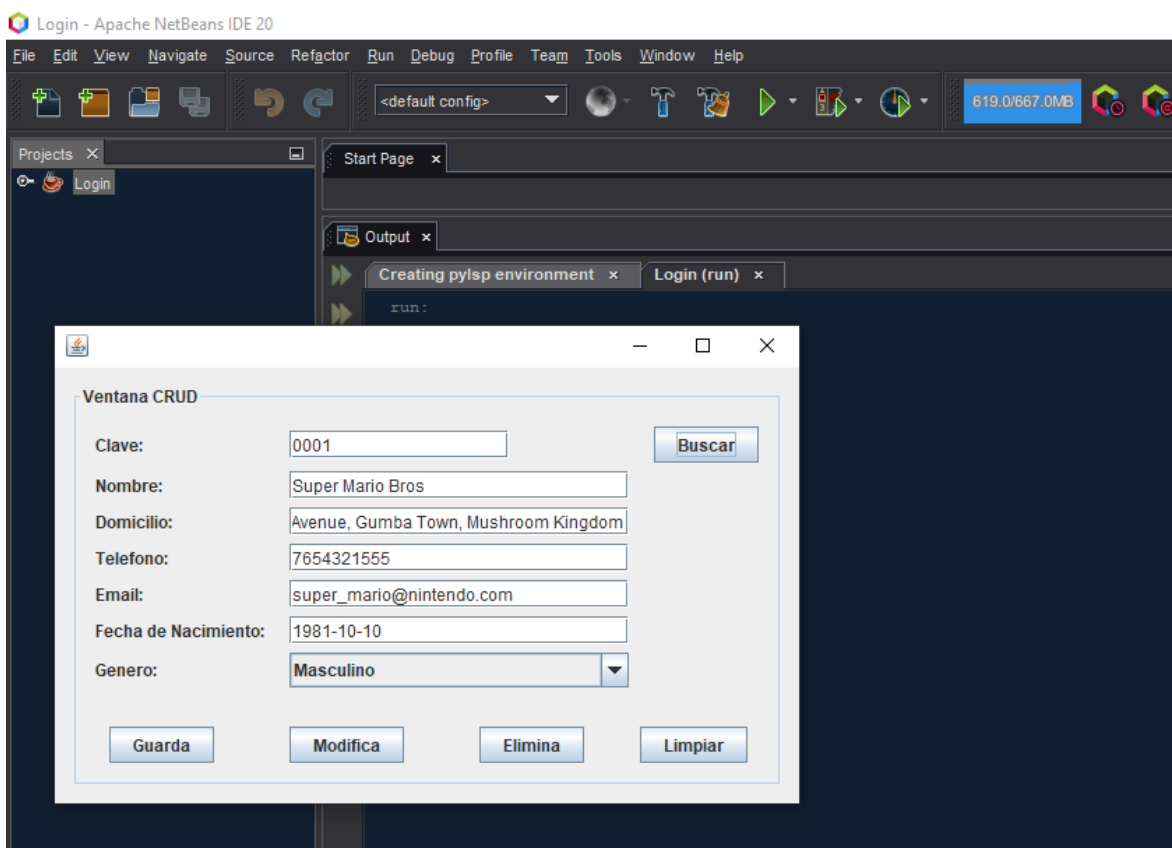 Login - Apache NetBeans IDE 20
File Edit View Navigate Source Refactor Run Debug Profile Team Tools Window Help
<default config> 619.0/667.0MB
Projects Start Page
Login
Output
Creating pylsp environment Login (run)
run:
Ventana CRUD
Clave: 0001 Buscar
Nombre: Super Mario Bros
Domicilio: Avenue, Gumba Town, Mushroom Kingdom
Telefono: 7654321555
Email: super_mario@nintendo.com
Fecha de Nacimiento: 1981-10-10
Genero: Masculino
Guarda Modifica Elimina Limpiar